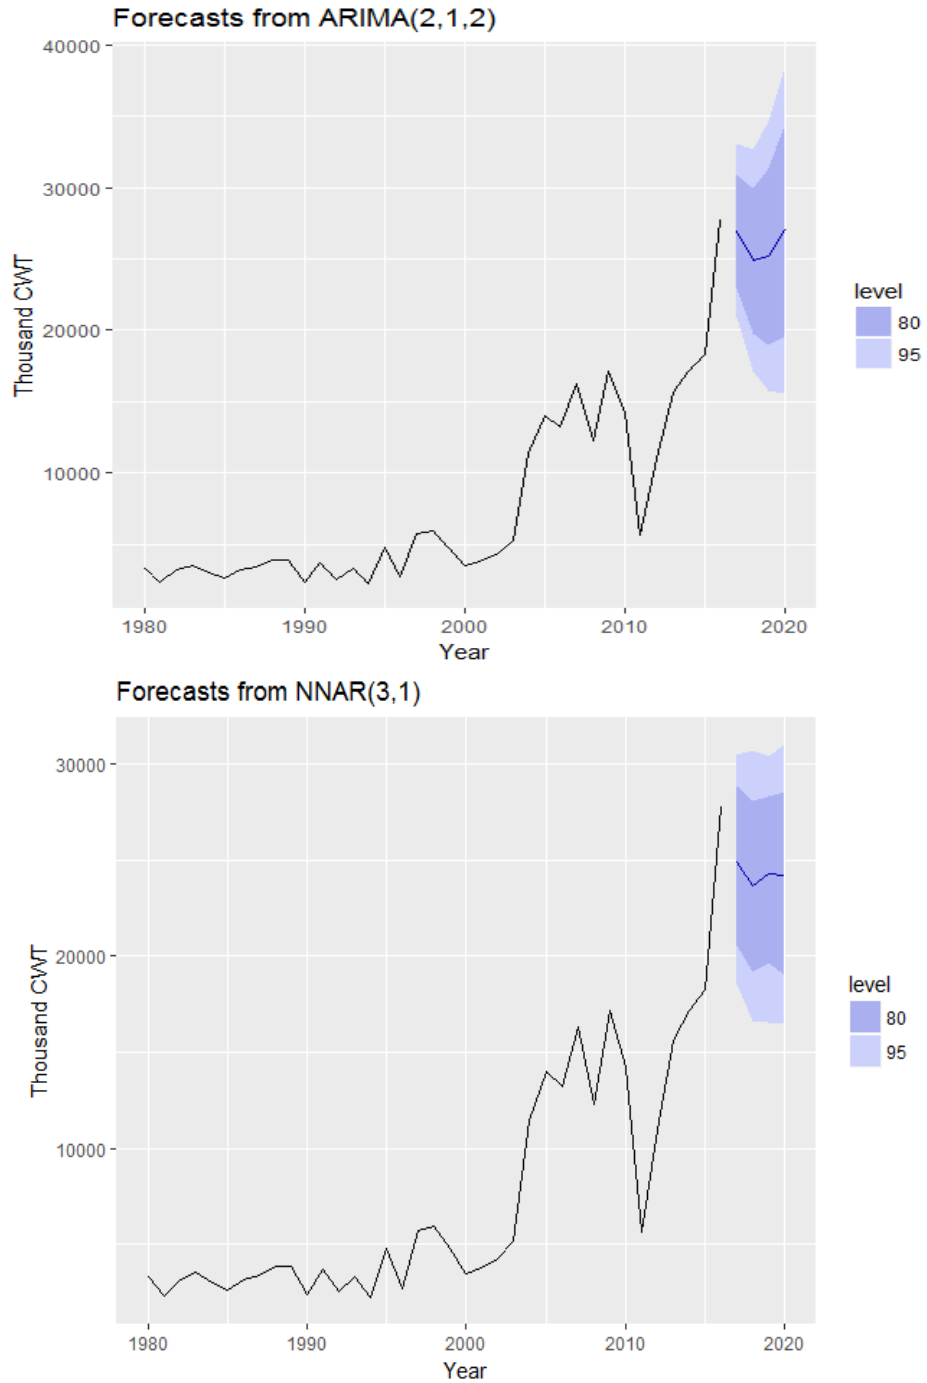 Forecasts from ARIMA(2,1,2)
40000
30000
20000
10000
Thousand CWT
1980 1990 2000 2010 2020
Year
level
80
95
Forecasts from NNAR(3,1)
30000
20000
10000
Thousand CWT
1980 1990 2000 2010 2020
Year
level
80
95